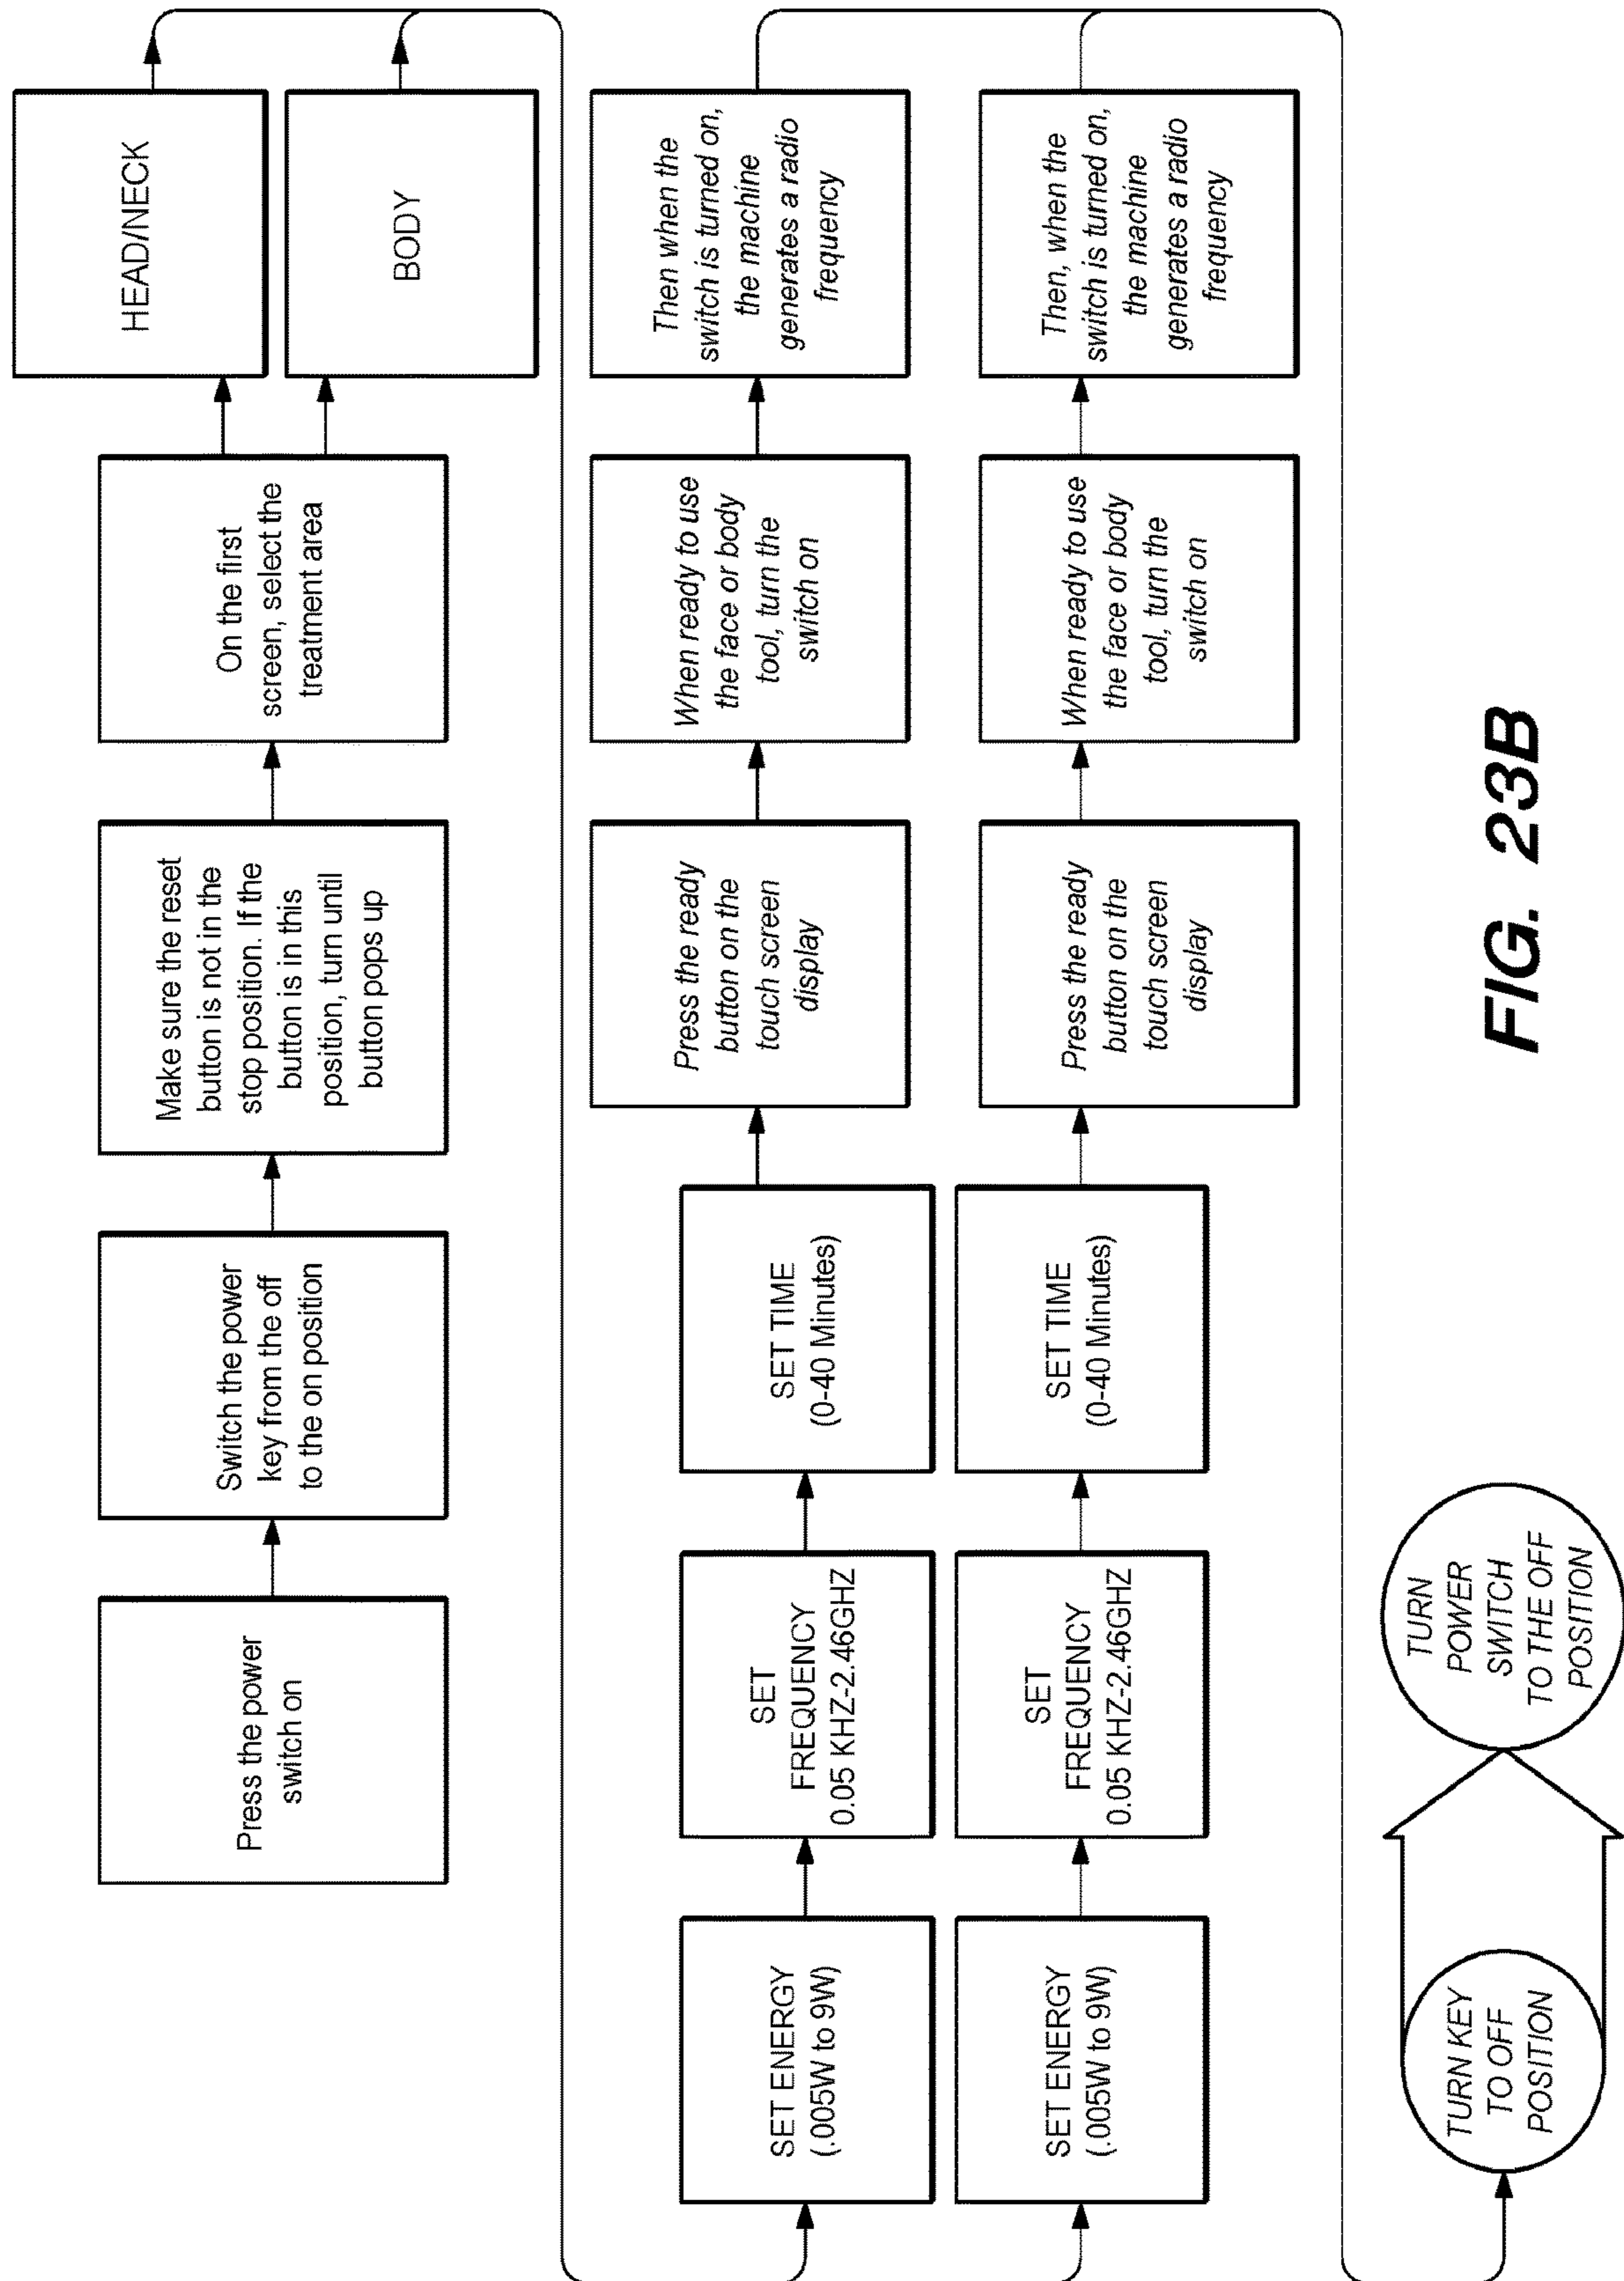 Press the power
switch on
Switch the power
key from the off
to the on position
Make sure the reset
button is not in the
stop position. If the
button is in this
position, turn until
button pops up
On the first
screen, select the
treatment area
HEAD/NECK
BODY
SET ENERGY
(.005W to 9W)
SET
FREQUENCY
0.05 KHZ-2.46GHZ
SET TIME
(0-40 Minutes)
Press the ready
button on the
touch screen
display
When ready to use
the face or body
tool, turn the
switch on
Then when the
switch is turned on,
the machine
generates a radio
frequency
SET ENERGY
(.005W to 9W)
SET
FREQUENCY
0.05 KHZ-2.46GHZ
SET TIME
(0-40 Minutes)
Press the ready
button on the
touch screen
display
When ready to use
the face or body
tool, turn the
switch on
Then, when the
switch is turned on,
the machine
generates a radio
frequency
TURN KEY
TO OFF
POSITION
TURN
POWER
SWITCH
TO THE OFF
POSITION
FIG. 23B